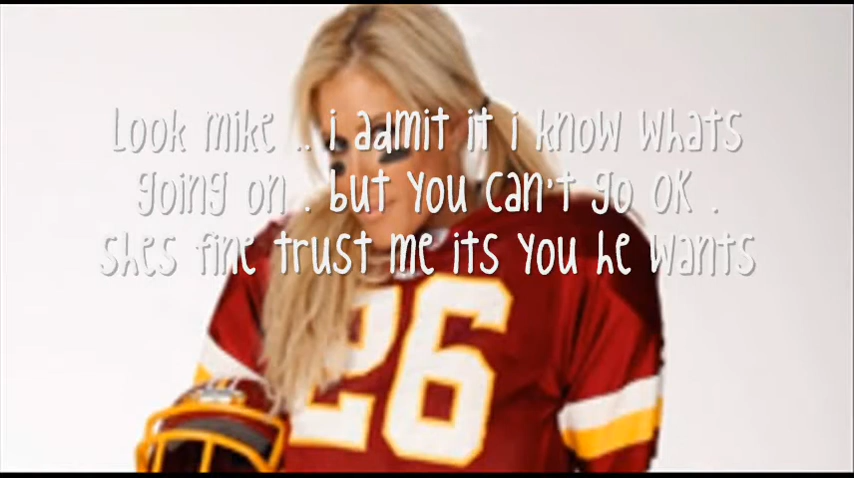 Look mike .. i admit it i know whats
going on . but you can't go ok .
shes fine trust me its you he wants
26